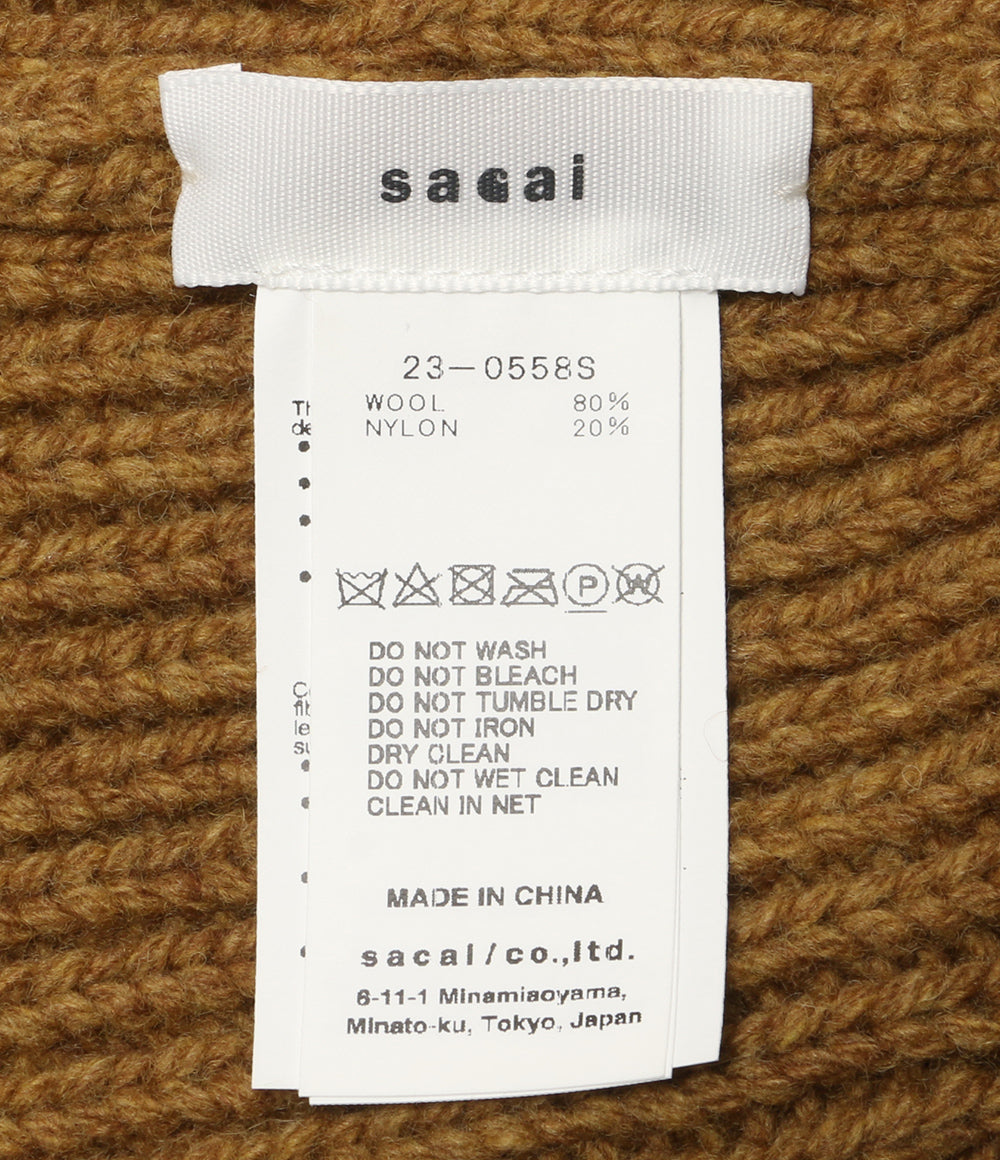 sacai
23-0558S
WOOL 80%
NYLON 20%
P
W
DO NOT WASH
DO NOT BLEACH
DO NOT TUMBLE DRY
DO NOT IRON
DRY CLEAN
DO NOT WET CLEAN
CLEAN IN NET
MADE IN CHINA
sacai/co.,ltd.
6-11-1 Minamiaoyama,
Minato-ku, Tokyo, Japan